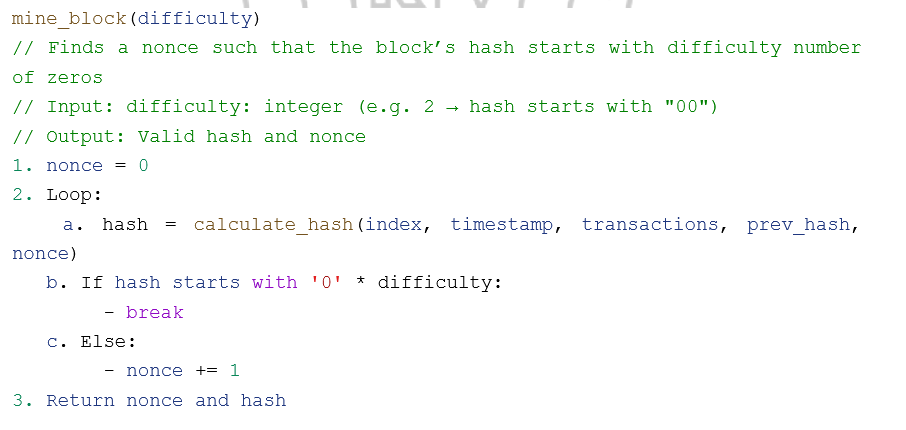 mine_block(difficulty)
// Finds a nonce such that the block’s hash starts with difficulty number
of zeros
// Input: difficulty: integer (e.g. 2 → hash starts with "00")
// Output: Valid hash and nonce
1. nonce = 0
2. Loop:
a. hash = calculate_hash(index, timestamp, transactions, prev_hash,
nonce)
b. If hash starts with '0' * difficulty:
- break
c. Else:
- nonce += 1
3. Return nonce and hash